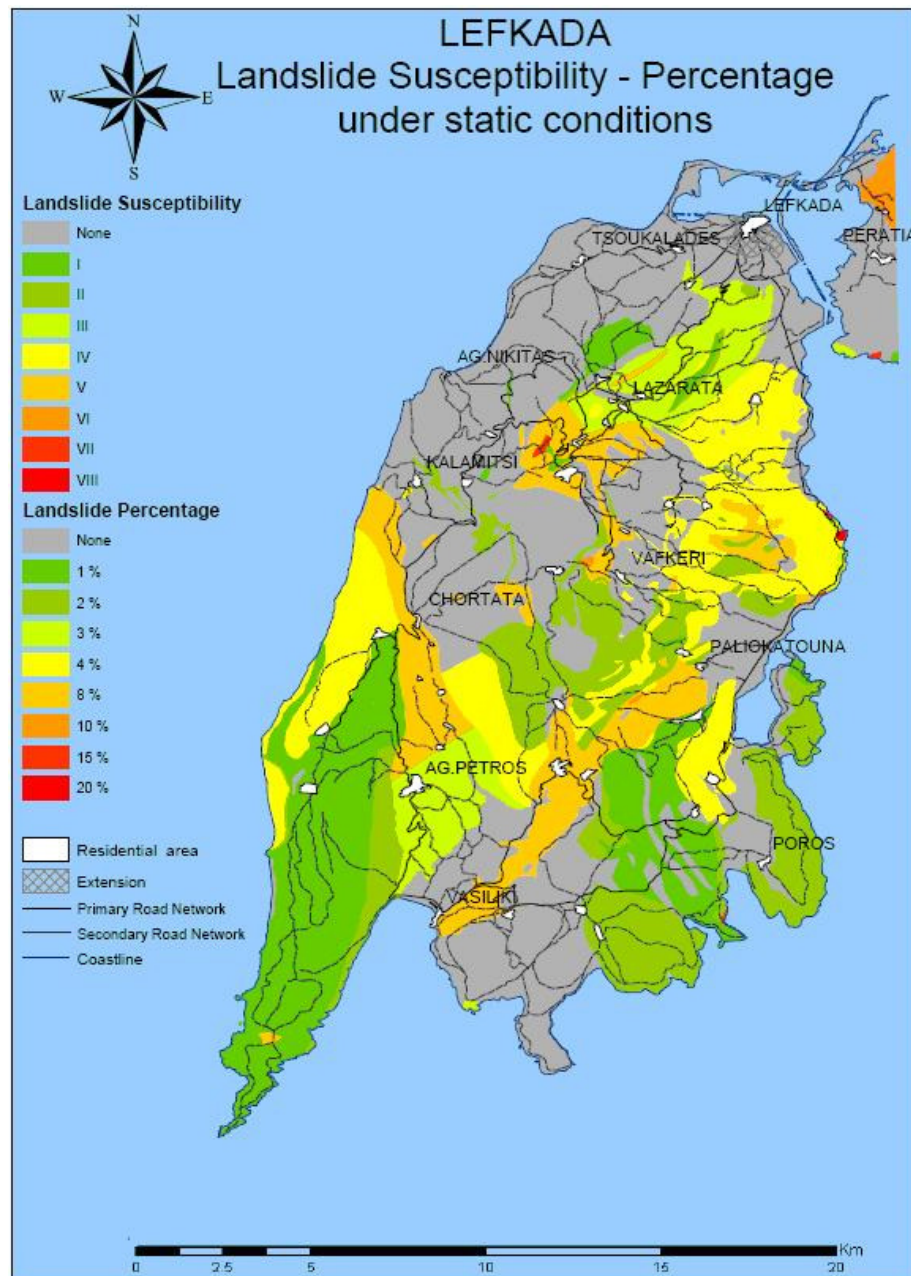 LEFKADA
Landslide Susceptibility - Percentage
under static conditions
N
W
E
S
Landslide Susceptibility
None
I
II
III
IV
V
VI
VII
VIII
Landslide Percentage
None
1 %
2 %
3 %
4 %
8 %
10 %
15 %
20 %
Residential area
Extension
Primary Road Network
Secondary Road Network
Coastline
LEFKADA
TSOUKALADES
PERATIA
AG.NIKITAS
LAZARATA
KALAMITSI
VAFKERI
CHORTATA
PALIOKATOUNA
AG.PETROS
POROS
VASILIKI
Km
0 2.5 5 10 15 20